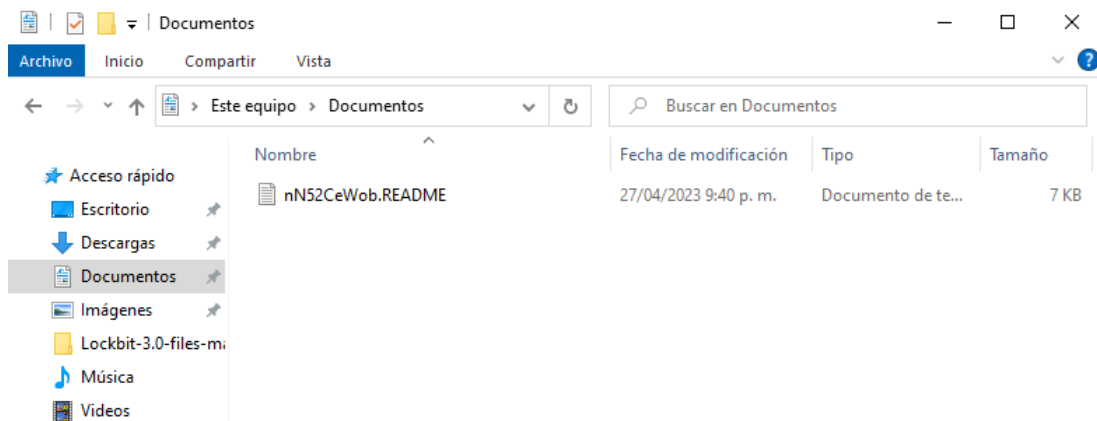 Documentos
Archivo Inicio Compartir Vista
Este equipo > Documentos Buscar en Documentos
Nombre Fecha de modificación Tipo Tamaño
Acceso rápido
nN52CeWob.README 27/04/2023 9:40 p. m. Documento de te... 7 KB
Escritorio
Descargas
Documentos
Imágenes
Lockbit-3.0-files-ma
Música
Videos